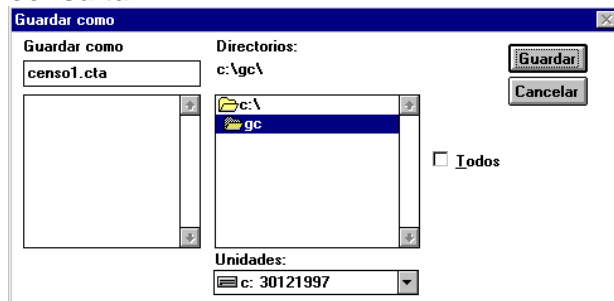 Guardar como
Guardar como
censo1.cta
Directorios:
c:\gc\
c:\
gc
Unidades:
c: 30121997
Todos
Guardar
Cancelar